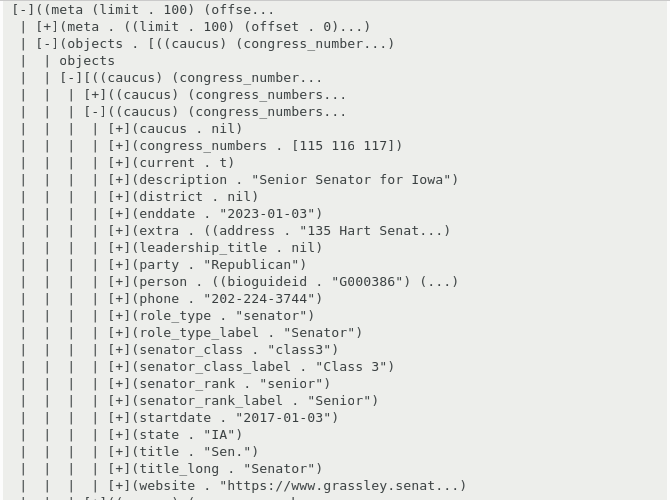 [-]((meta (limit . 100) (offse...
| [+](meta . ((limit . 100) (offset . 0)...)
| [-](objects . [((caucus) (congress_number...)
| | objects
| | [-][((caucus) (congress_number...
| | | [+]((caucus) (congress_numbers...
| | | [-]((caucus) (congress_numbers...
| | | | [+](caucus . nil)
| | | | [+](congress_numbers . [115 116 117])
| | | | [+](current . t)
| | | | [+](description . "Senior Senator for Iowa")
| | | | [+](district . nil)
| | | | [+](enddate . "2023-01-03")
| | | | [+](extra . ((address . "135 Hart Senat...)
| | | | [+](leadership_title . nil)
| | | | [+](party . "Republican")
| | | | [+](person . ((bioguideid . "G000386") (...)
| | | | [+](phone . "202-224-3744")
| | | | [+](role_type . "senator")
| | | | [+](role_type_label . "Senator")
| | | | [+](senator_class . "class3")
| | | | [+](senator_class_label . "Class 3")
| | | | [+](senator_rank . "senior")
| | | | [+](senator_rank_label . "Senior")
| | | | [+](startdate . "2017-01-03")
| | | | [+](state . "IA")
| | | | [+](title . "Sen.")
| | | | [+](title_long . "Senator")
| | | | [+](website . "https://www.grassley.senat...)